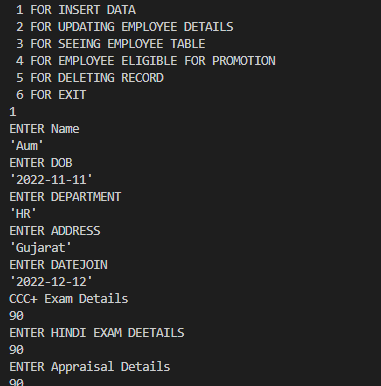 1 FOR INSERT DATA
2 FOR UPDATING EMPLOYEE DETAILS
3 FOR SEEING EMPLOYEE TABLE
4 FOR EMPLOYEE ELIGIBLE FOR PROMOTION
5 FOR DELETING RECORD
6 FOR EXIT
1
ENTER Name
'Aum'
ENTER DOB
'2022-11-11'
ENTER DEPARTMENT
'HR'
ENTER ADDRESS
'Gujarat'
ENTER DATEJOIN
'2022-12-12'
CCC+ Exam Details
90
ENTER HINDI EXAM DEETAILS
90
ENTER Appraisal Details
90